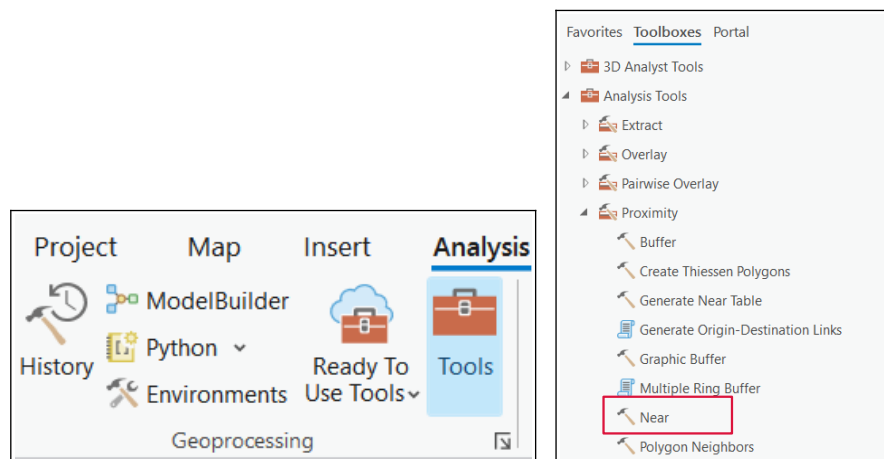 Project Map Insert Analysis
History
ModelBuilder
Python
Environments
Ready To
Use Tools
Tools
Geoprocessing
Favorites Toolboxes Portal
3D Analyst Tools
Analysis Tools
Extract
Overlay
Pairwise Overlay
Proximity
Buffer
Create Thiessen Polygons
Generate Near Table
Generate Origin-Destination Links
Graphic Buffer
Multiple Ring Buffer
Near
Polygon Neighbors